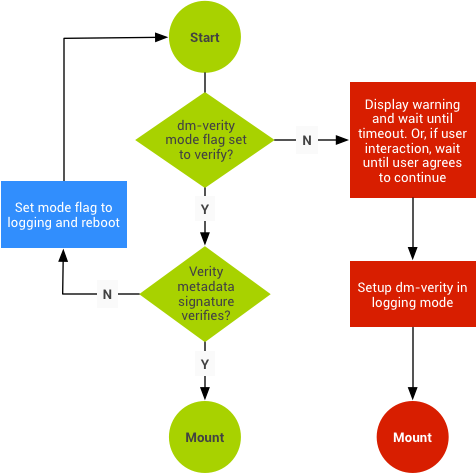 Start
dm-verity
mode flag set
to verify?
N
Display warning
and wait until
timeout. Or, if user
interaction, wait
until user agrees
to continue
Y
Set mode flag to
logging and reboot
Verity
metadata
signature
verifies?
N
Setup dm-verity in
logging mode
Y
Mount
Mount